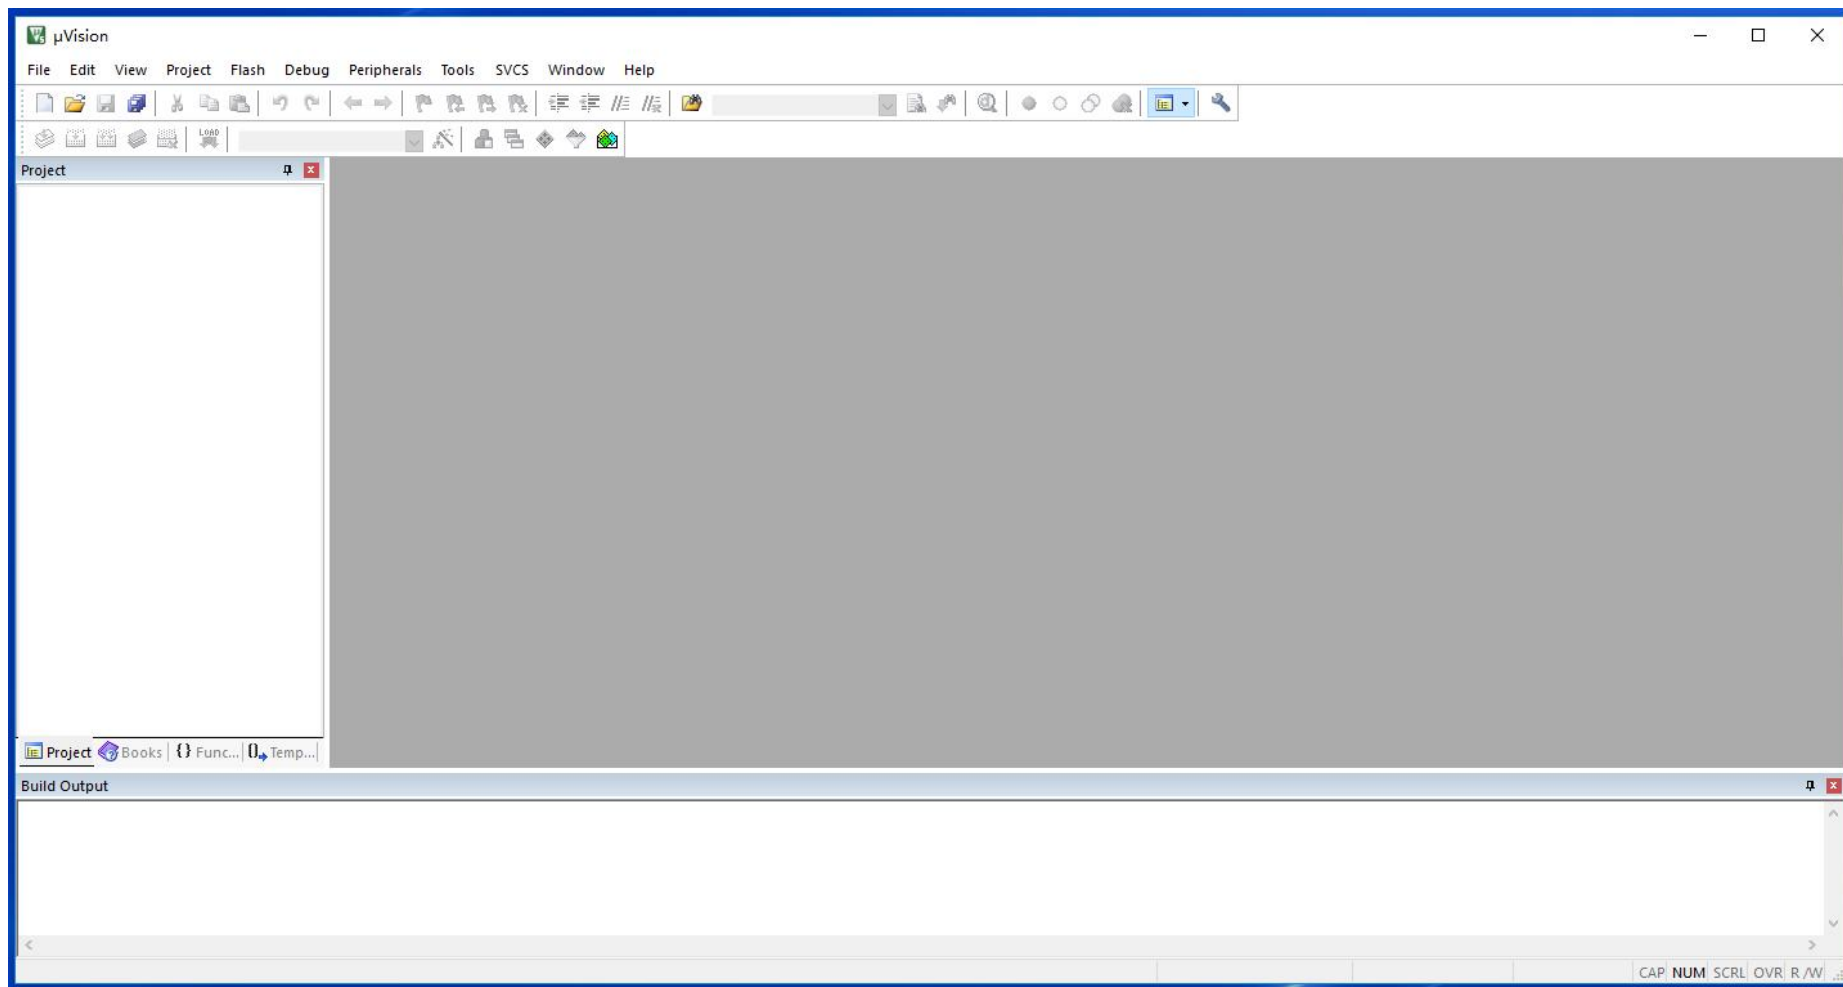 µVision
File Edit View Project Flash Debug Peripherals Tools SVCS Window Help
LOAD
Project
Project Books {} Func... Temp...
Build Output
CAP NUM SCRL OVR R/W